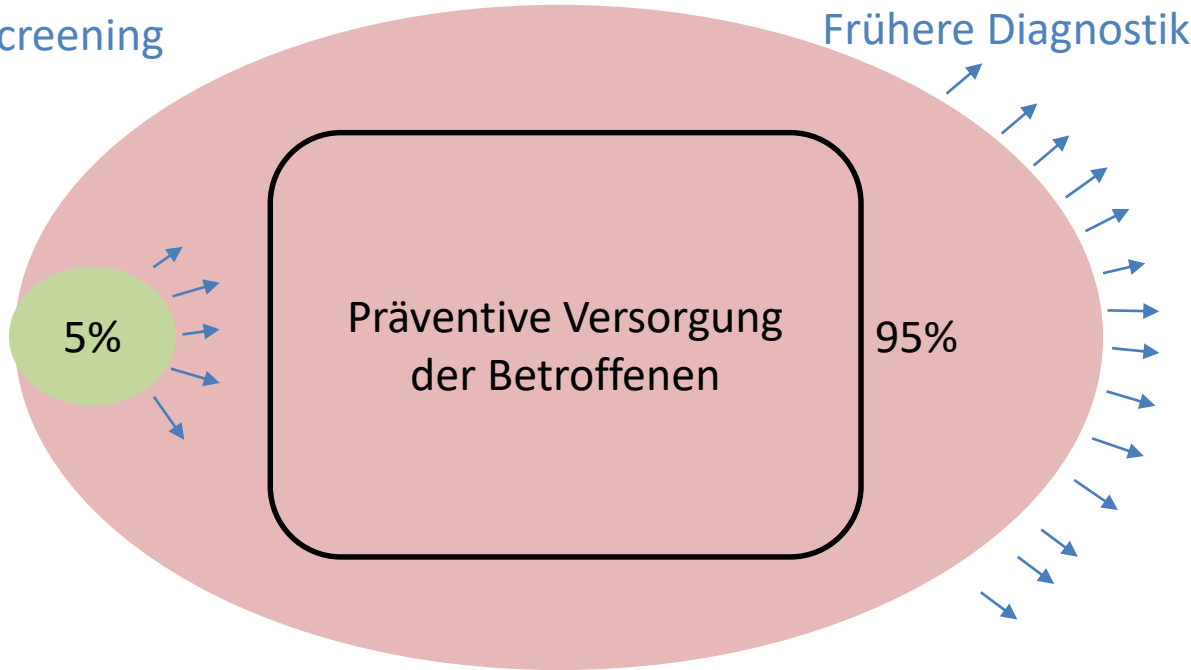 creening
Frühere Diagnostik
5%
Präventive Versorgung
der Betroffenen
95%